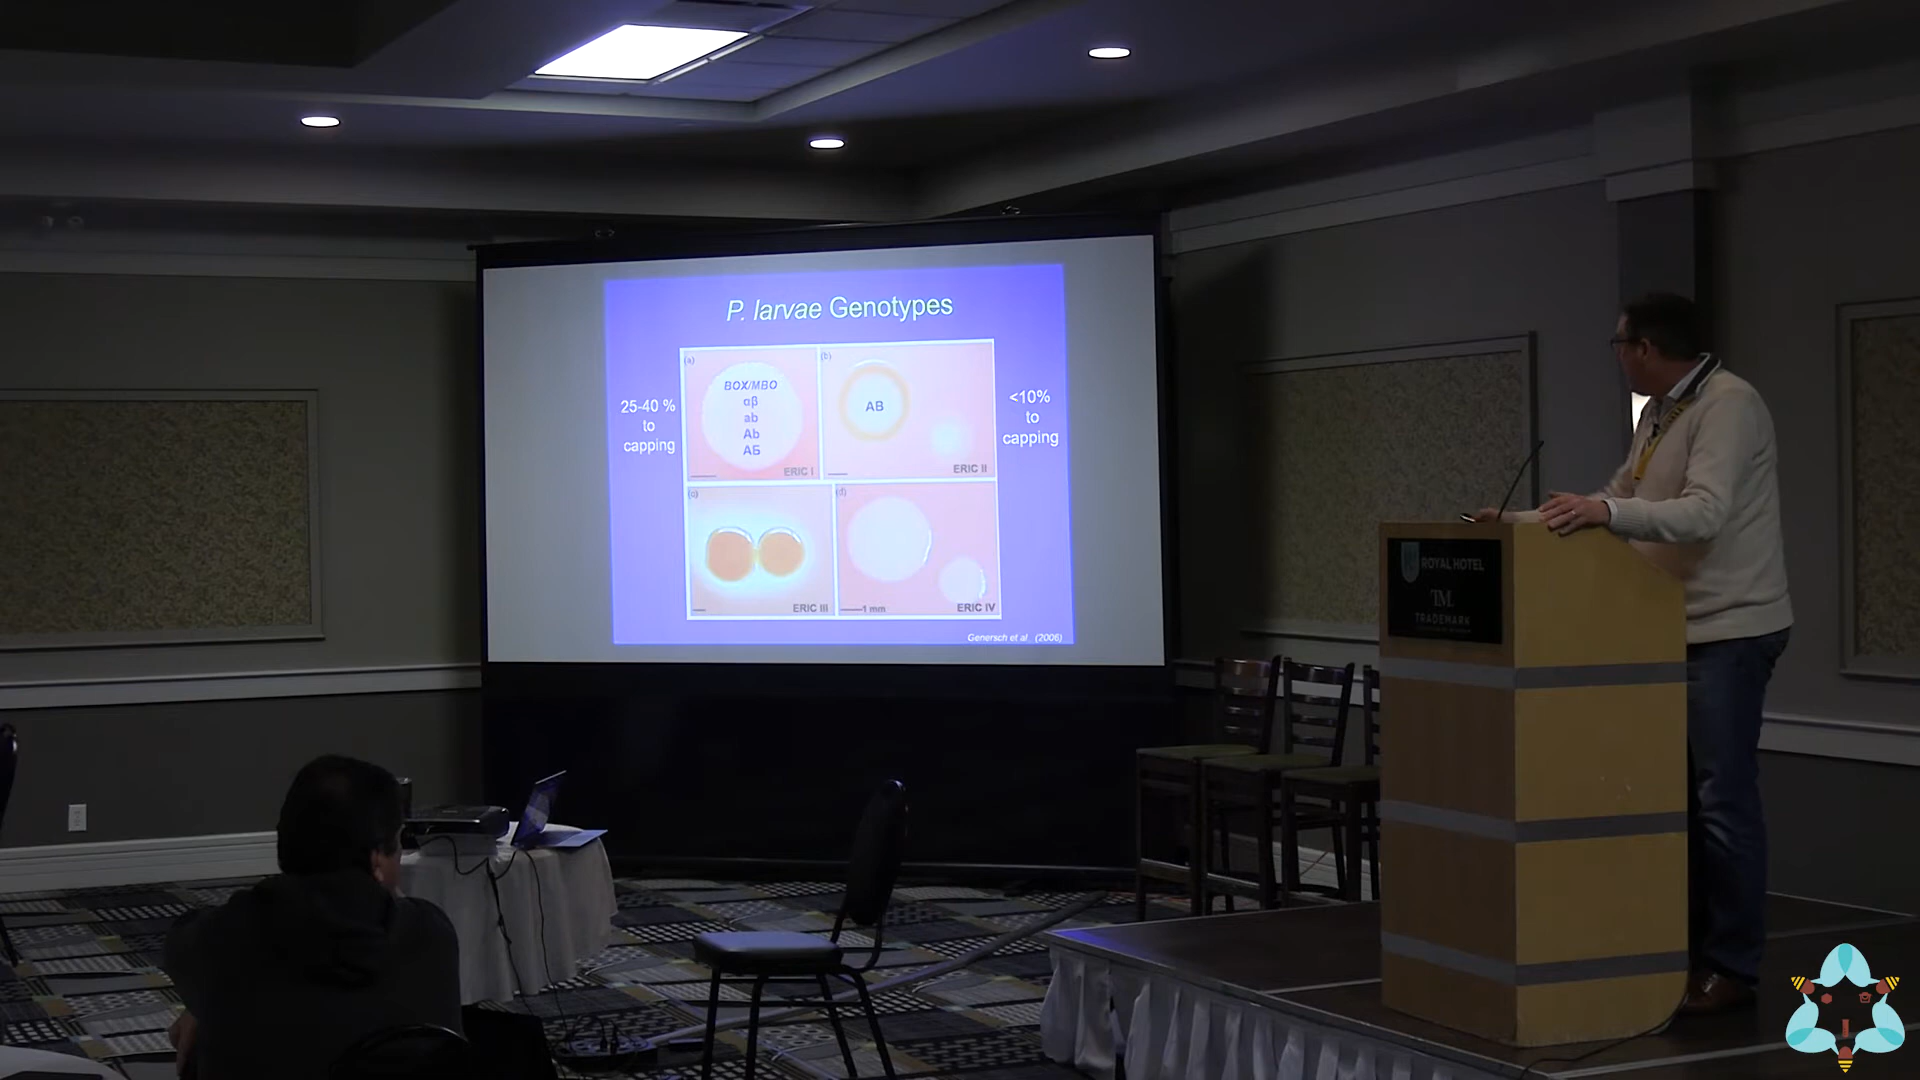 P. larvae Genotypes
25-40 %
to
capping
(a)
BOX/MBO
αβ
ab
Ab
AБ
ERIC I
(b)
AB
ERIC II
<10%
to
capping
(c)
ERIC III
(d)
1 mm
ERIC IV
Genersch et al. (2006)
ROYAL HOTEL
TM.
TRADEMARK